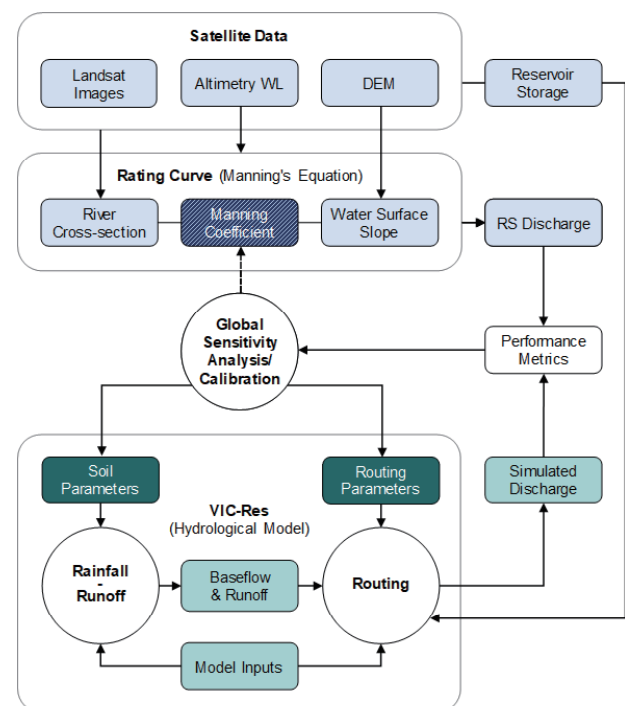 Satellite Data
Landsat
Images
Altimetry WL
DEM
Reservoir
Storage
Rating Curve (Manning's Equation)
River
Cross-section
Manning
Coefficient
Water Surface
Slope
RS Discharge
Global
Sensitivity
Analysis/
Calibration
Performance
Metrics
Soil
Parameters
Routing
Parameters
Simulated
Discharge
VIC-Res
(Hydrological Model)
Rainfall
-
Runoff
Baseflow
& Runoff
Routing
Model Inputs